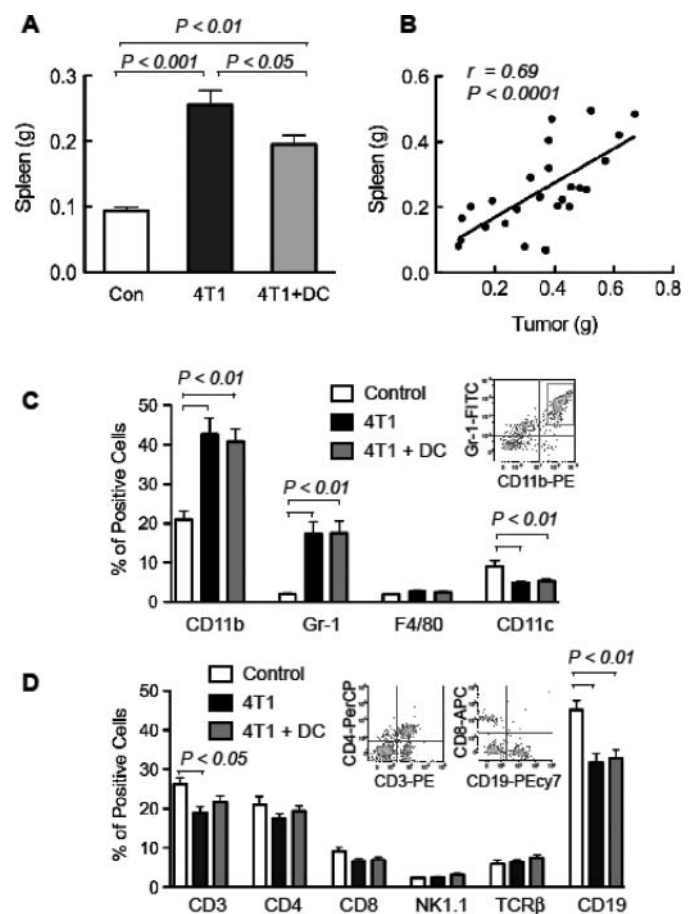 A
P < 0.01
P < 0.001
P < 0.05
Spleen (g)
0.3
0.2
0.1
0.0
Con
4T1
4T1+DC
B
r = 0.69
P < 0.0001
Spleen (g)
0.6
0.4
0.2
0.0
0.2
0.4
0.6
0.8
Tumor (g)
C
P < 0.01
Control
4T1
4T1 + DC
Gr-1-FITC
CD11b-PE
% of Positive Cells
50
40
30
20
10
0
P < 0.01
P < 0.01
CD11b
Gr-1
F4/80
CD11c
D
Control
4T1
4T1 + DC
CD4-PerCP
CD3-PE
CD8-APC
CD19-PEcy7
P < 0.01
% of Positive Cells
50
40
30
20
10
0
P < 0.05
CD3
CD4
CD8
NK1.1
TCRβ
CD19